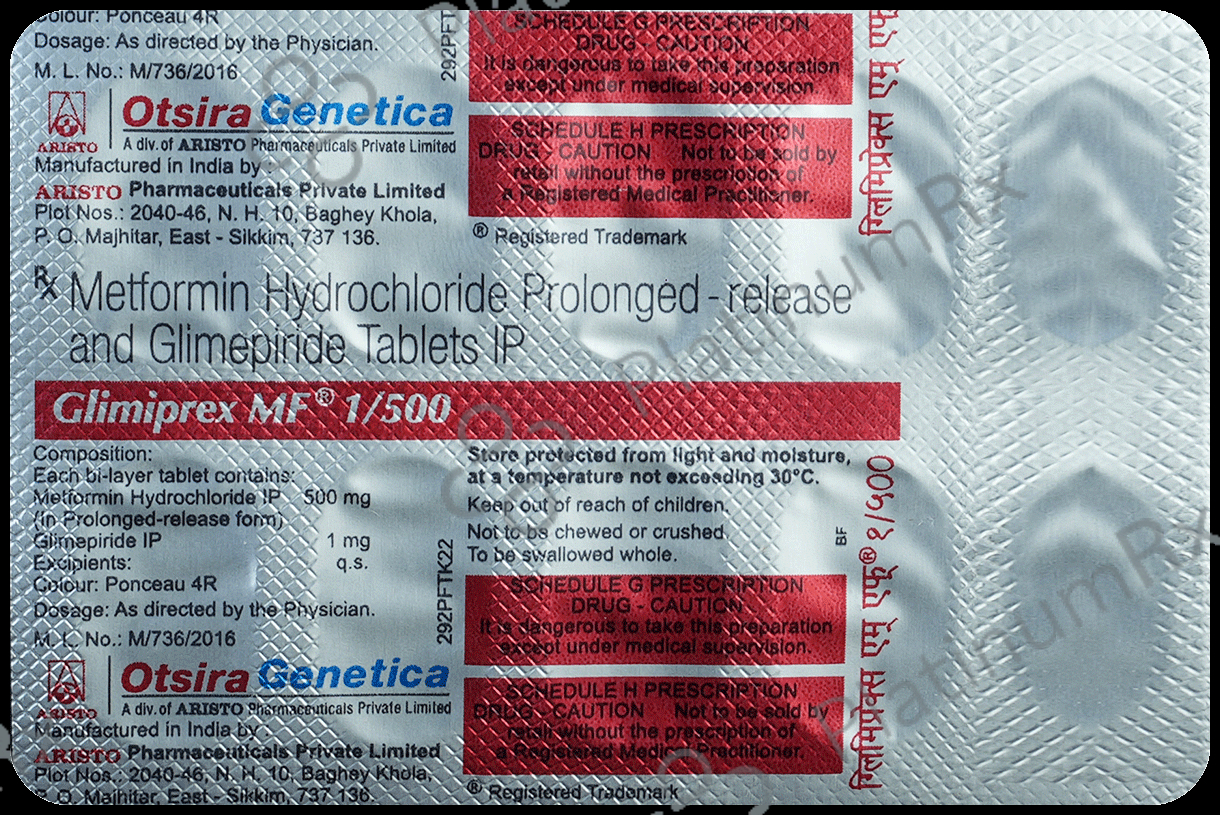 Colour: Ponceau 4R
Dosage: As directed by the Physician.
M. L. No.: M/736/2016
292PFT
ARISTO
Otsira Genetica
A div. of ARISTO Pharmaceuticals Private Limited
Manufactured in India by :
ARISTO Pharmaceuticals Private Limited
Plot Nos.: 2040-46, N. H. 10, Baghey Khola,
P. O. Majhitar, East - Sikkim, 737 136.
SCHEDULE G PRESCRIPTION
DRUG - CAUTION
It is dangerous to take this preparation
except under medical supervision.
SCHEDULE H PRESCRIPTION
DRUG - CAUTION Not to be sold by
retail without the prescription of
a Registered Medical Practitioner.
® Registered Trademark
ग्लिमिप्रेक्स एम् एफ्
Rx Metformin Hydrochloride Prolonged - release
and Glimepiride Tablets IP
Glimiprex MF® 1/500
Composition:
Each bi-layer tablet contains:
Metformin Hydrochloride IP 500 mg
(in Prolonged-release form)
Glimepiride IP 1 mg
Excipients: q.s.
Colour: Ponceau 4R
Dosage: As directed by the Physician.
M. L. No.: M/736/2016
292PFTK22
ARISTO
Otsira Genetica
A div. of ARISTO Pharmaceuticals Private Limited
Manufactured in India by :
ARISTO Pharmaceuticals Private Limited
Plot Nos.: 2040-46, N. H. 10, Baghey Khola,
P. O. Majhitar, East - Sikkim, 737 136.
Store protected from light and moisture,
at a temperature not exceeding 30°C.
Keep out of reach of children.
Not to be chewed or crushed.
To be swallowed whole.
BF
SCHEDULE G PRESCRIPTION
DRUG - CAUTION
It is dangerous to take this preparation
except under medical supervision.
SCHEDULE H PRESCRIPTION
DRUG - CAUTION Not to be sold by
retail without the prescription of
a Registered Medical Practitioner.
® Registered Trademark
ग्लिमिप्रेक्स एम् एफ्® १/५००
PlatinumRx
PlatinumRx